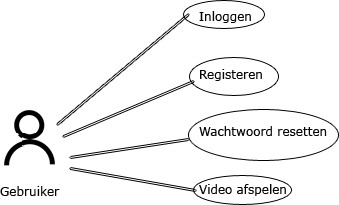 Inloggen
Registeren
Wachtwoord resetten
Video afspelen
Gebruiker